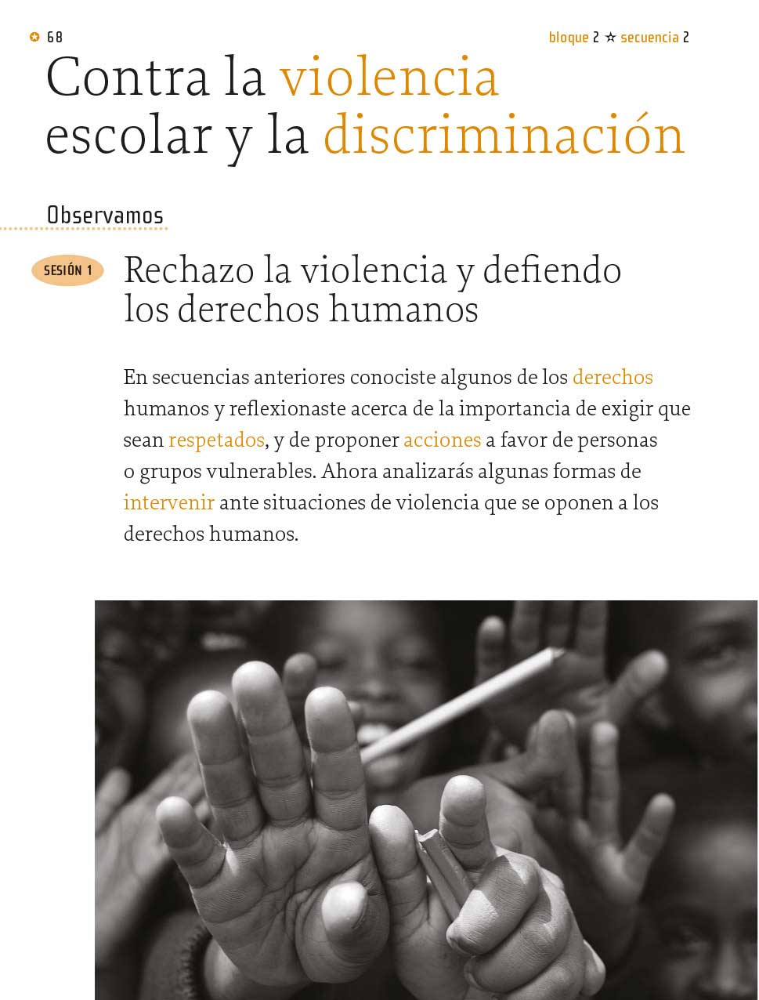 68
bloque 2 ☆ secuencia 2
Contra la violencia
escolar y la discriminación
Observamos
SESIÓN 1
Rechazo la violencia y defiendo
los derechos humanos
En secuencias anteriores conociste algunos de los derechos
humanos y reflexionaste acerca de la importancia de exigir que
sean respetados, y de proponer acciones a favor de personas
o grupos vulnerables. Ahora analizarás algunas formas de
intervenir ante situaciones de violencia que se oponen a los
derechos humanos.